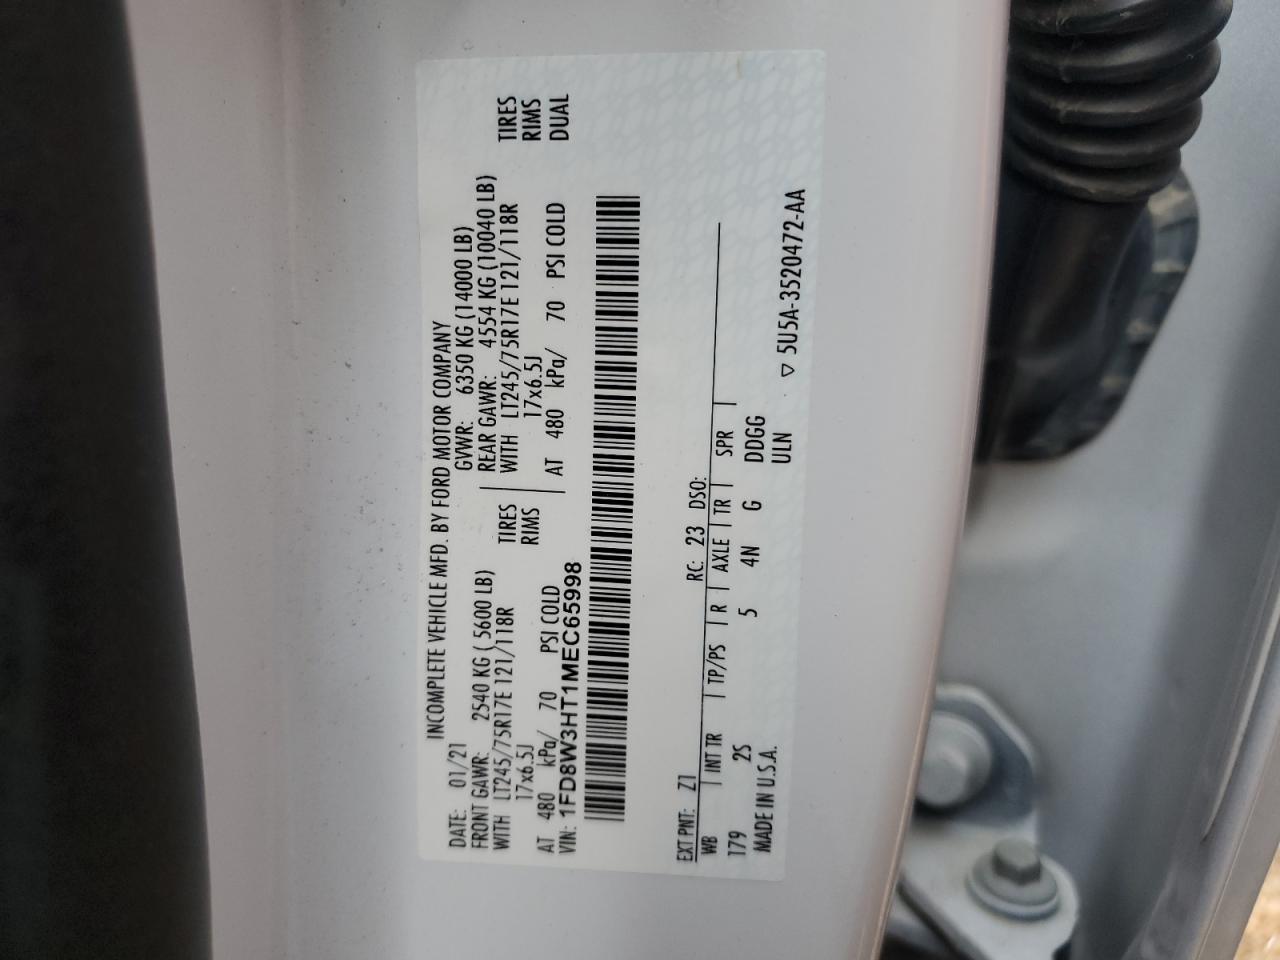 INCOMPLETE VEHICLE MFD. BY FORD MOTOR COMPANY
DATE: 01/21 GVWR: 6350 KG (14000 LB)
FRONT GAWR: 2540 KG ( 5600 LB) REAR GAWR: 4554 KG (10040 LB)
WITH LT245/75R17E 121/118R TIRES WITH LT245/75R17E 121/118R TIRES
17x6.5J RIMS 17x6.5J RIMS
AT 480 kPa/ 70 PSI COLD AT 480 kPa/ 70 PSI COLD DUAL
VIN: 1FD8W3HT1MEC65998
EXT PNT: Z1 RC: 23 DSO:
WB | INT TR | TP/PS | R | AXLE | TR | SPR |
179 2S 5 4N G DDGG
MADE IN U.S.A. ULN
▽ 5U5A-3520472-AA